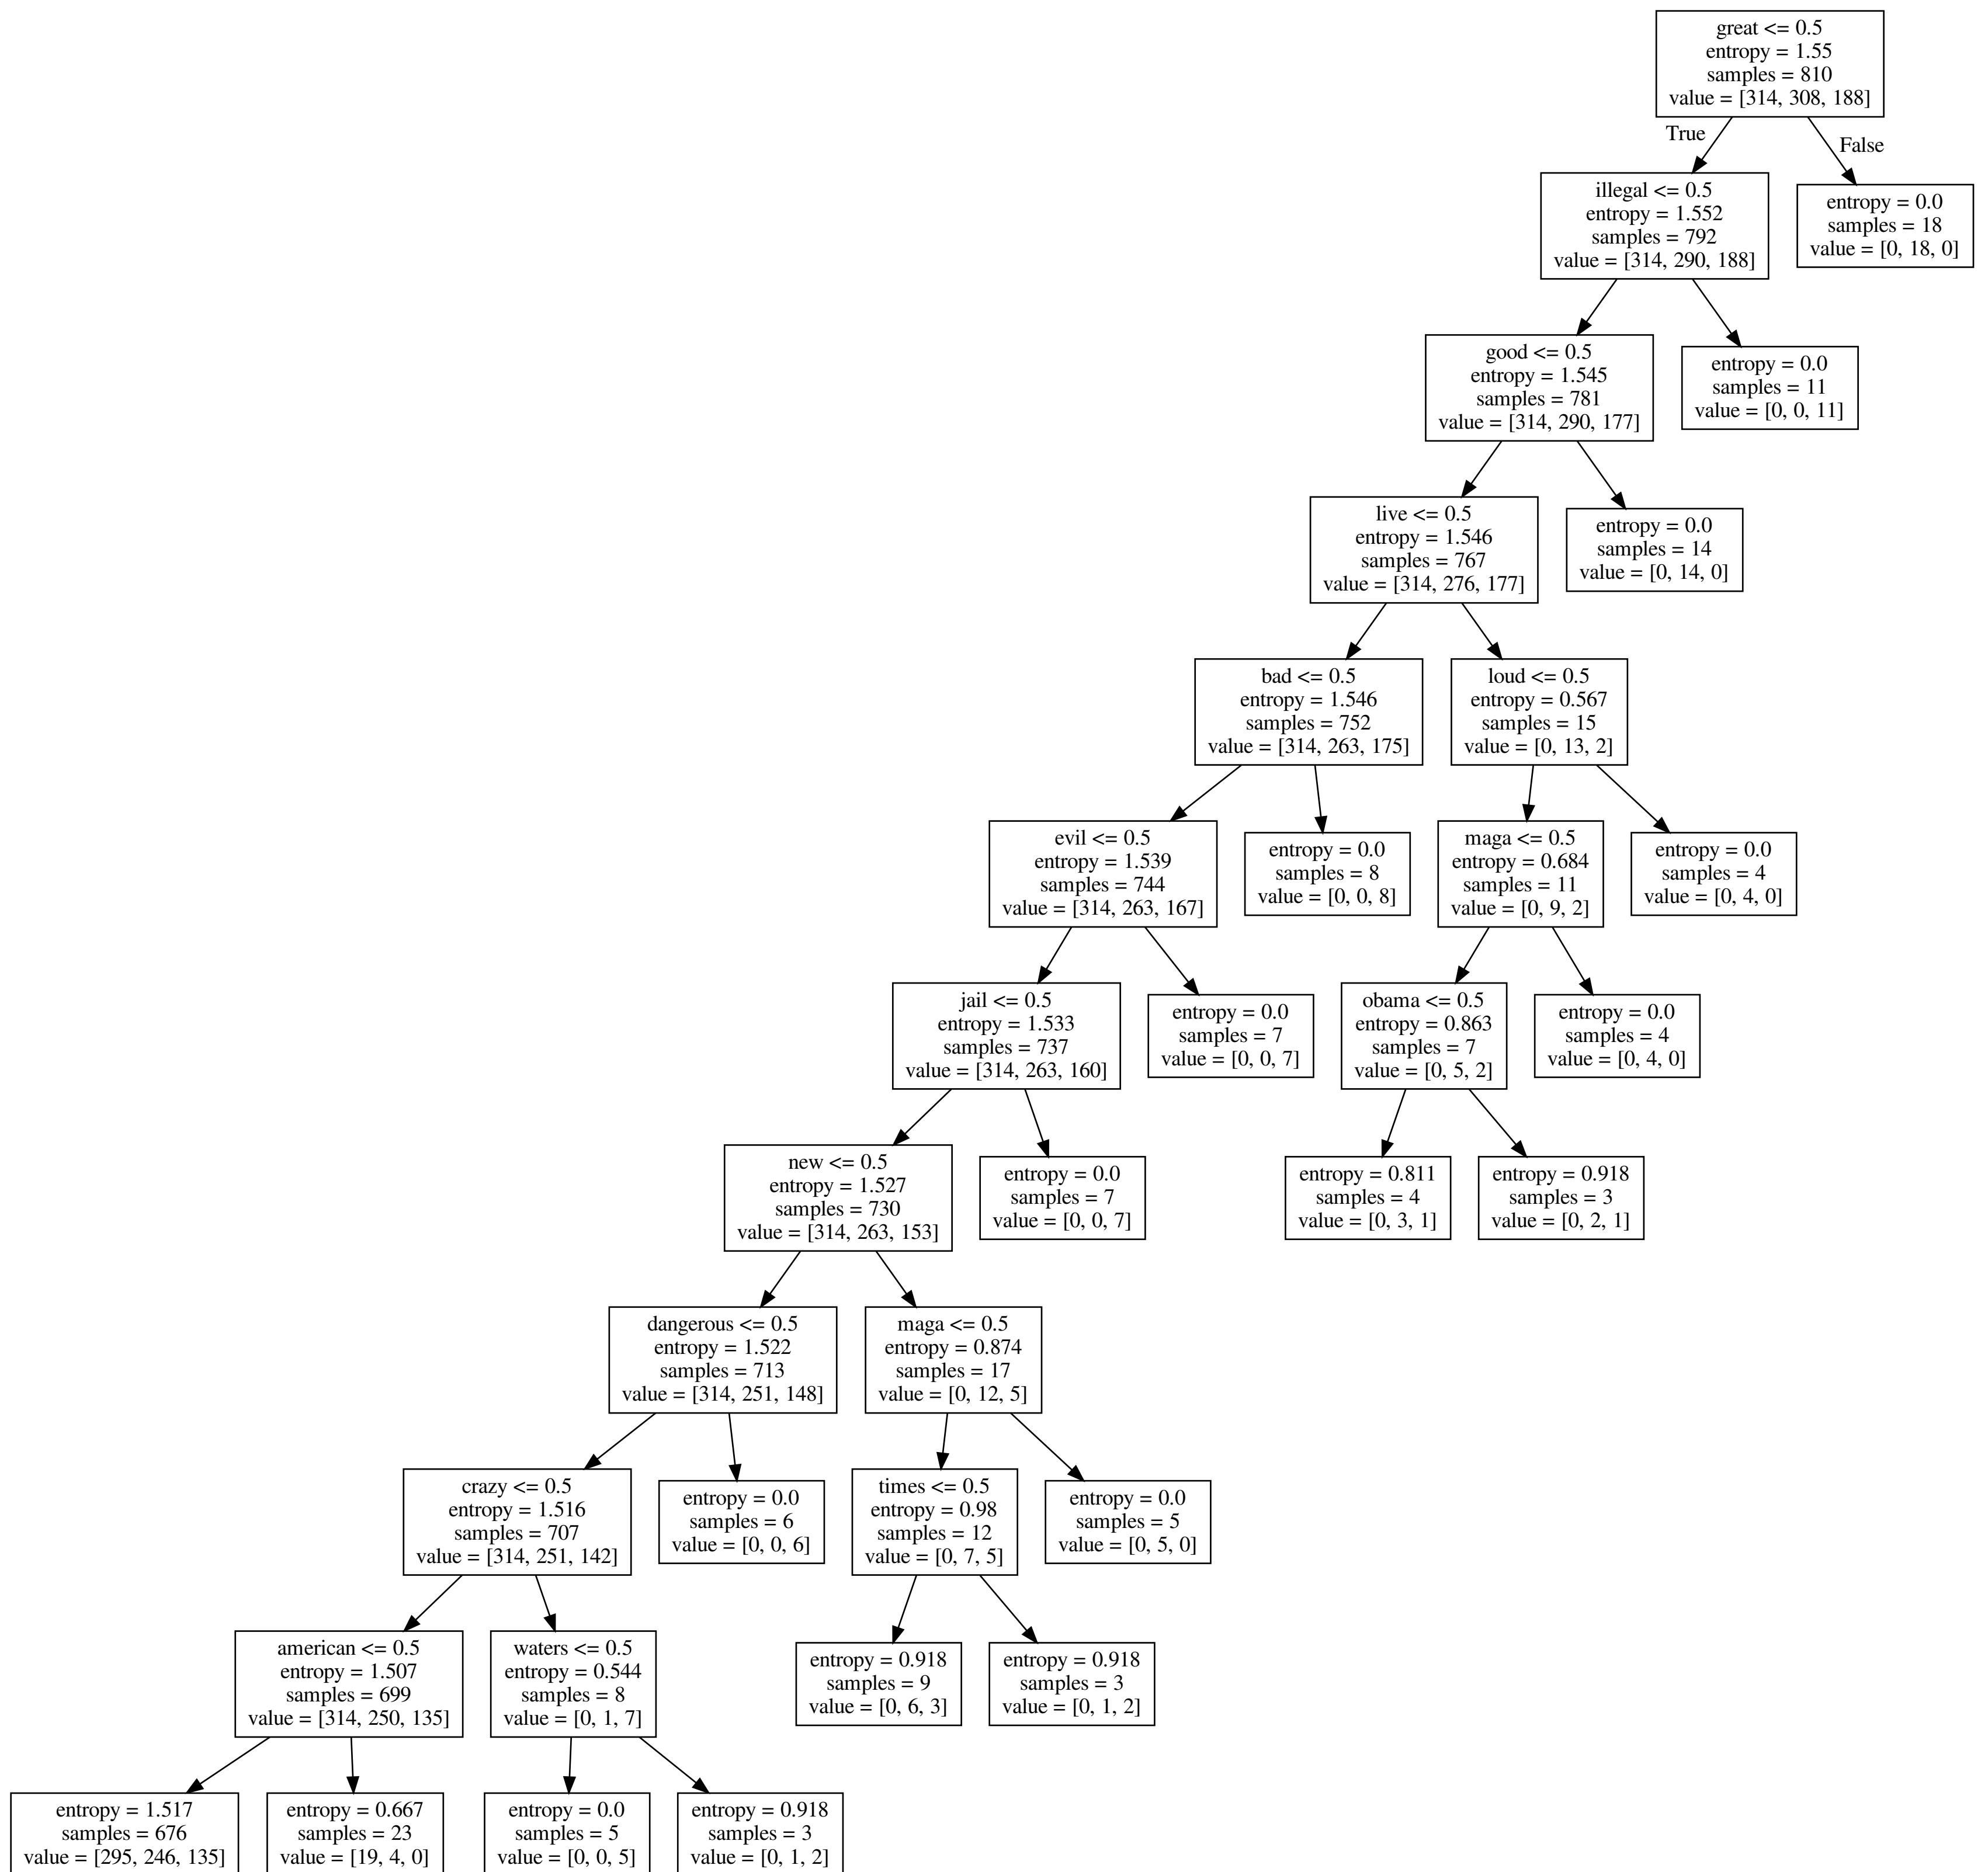 great <= 0.5
entropy = 1.55
samples = 810
value = [314, 308, 188]
True
False
illegal <= 0.5
entropy = 1.552
samples = 792
value = [314, 290, 188]
entropy = 0.0
samples = 18
value = [0, 18, 0]
good <= 0.5
entropy = 1.545
samples = 781
value = [314, 290, 177]
entropy = 0.0
samples = 11
value = [0, 0, 11]
live <= 0.5
entropy = 1.546
samples = 767
value = [314, 276, 177]
entropy = 0.0
samples = 14
value = [0, 14, 0]
bad <= 0.5
entropy = 1.546
samples = 752
value = [314, 263, 175]
loud <= 0.5
entropy = 0.567
samples = 15
value = [0, 13, 2]
evil <= 0.5
entropy = 1.539
samples = 744
value = [314, 263, 167]
entropy = 0.0
samples = 8
value = [0, 0, 8]
maga <= 0.5
entropy = 0.684
samples = 11
value = [0, 9, 2]
entropy = 0.0
samples = 4
value = [0, 4, 0]
jail <= 0.5
entropy = 1.533
samples = 737
value = [314, 263, 160]
entropy = 0.0
samples = 7
value = [0, 0, 7]
obama <= 0.5
entropy = 0.863
samples = 7
value = [0, 5, 2]
entropy = 0.0
samples = 4
value = [0, 4, 0]
new <= 0.5
entropy = 1.527
samples = 730
value = [314, 263, 153]
entropy = 0.0
samples = 7
value = [0, 0, 7]
entropy = 0.811
samples = 4
value = [0, 3, 1]
entropy = 0.918
samples = 3
value = [0, 2, 1]
dangerous <= 0.5
entropy = 1.522
samples = 713
value = [314, 251, 148]
maga <= 0.5
entropy = 0.874
samples = 17
value = [0, 12, 5]
crazy <= 0.5
entropy = 1.516
samples = 707
value = [314, 251, 142]
entropy = 0.0
samples = 6
value = [0, 0, 6]
times <= 0.5
entropy = 0.98
samples = 12
value = [0, 7, 5]
entropy = 0.0
samples = 5
value = [0, 5, 0]
american <= 0.5
entropy = 1.507
samples = 699
value = [314, 250, 135]
waters <= 0.5
entropy = 0.544
samples = 8
value = [0, 1, 7]
entropy = 0.918
samples = 9
value = [0, 6, 3]
entropy = 0.918
samples = 3
value = [0, 1, 2]
entropy = 1.517
samples = 676
value = [295, 246, 135]
entropy = 0.667
samples = 23
value = [19, 4, 0]
entropy = 0.0
samples = 5
value = [0, 0, 5]
entropy = 0.918
samples = 3
value = [0, 1, 2]